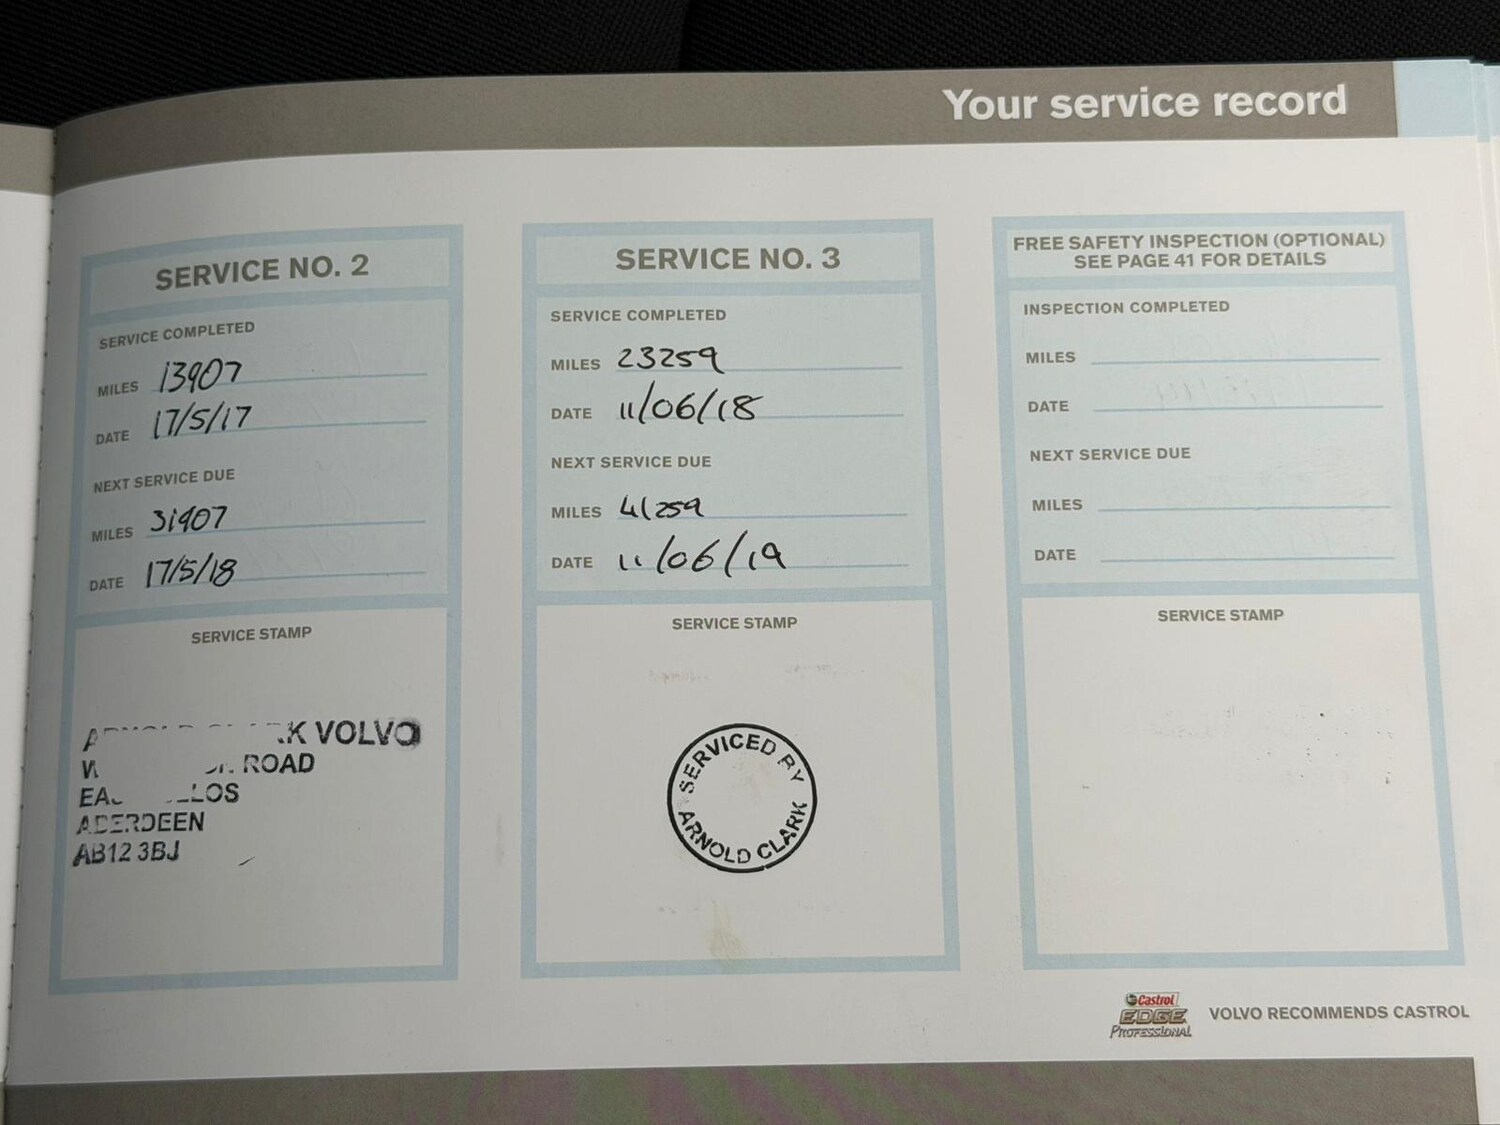 Your service record
SERVICE NO. 2
SERVICE COMPLETED
MILES 13907
DATE 17/5/17
NEXT SERVICE DUE
MILES 31907
DATE 17/5/18
SERVICE STAMP
VOLVO
ROAD
ABERDEEN
AB12 3BJ
SERVICE NO. 3
SERVICE COMPLETED
MILES 23259
DATE 11/06/18
NEXT SERVICE DUE
MILES 41259
DATE 11/06/19
SERVICE STAMP
SERVICED BY
ARNOLD CLARK
FREE SAFETY INSPECTION (OPTIONAL)
SEE PAGE 41 FOR DETAILS
INSPECTION COMPLETED
MILES
DATE
NEXT SERVICE DUE
MILES
DATE
SERVICE STAMP
Castrol
EDGE
PROFESSIONAL
VOLVO RECOMMENDS CASTROL